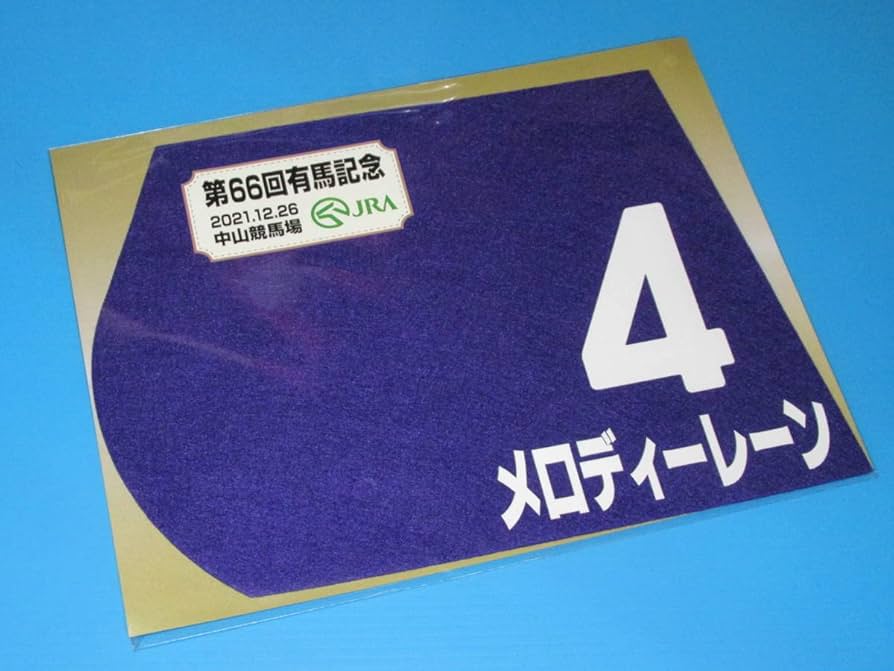 第66回有馬記念
2021.12.26
中山競馬場
JRA
4
メロディーレーン